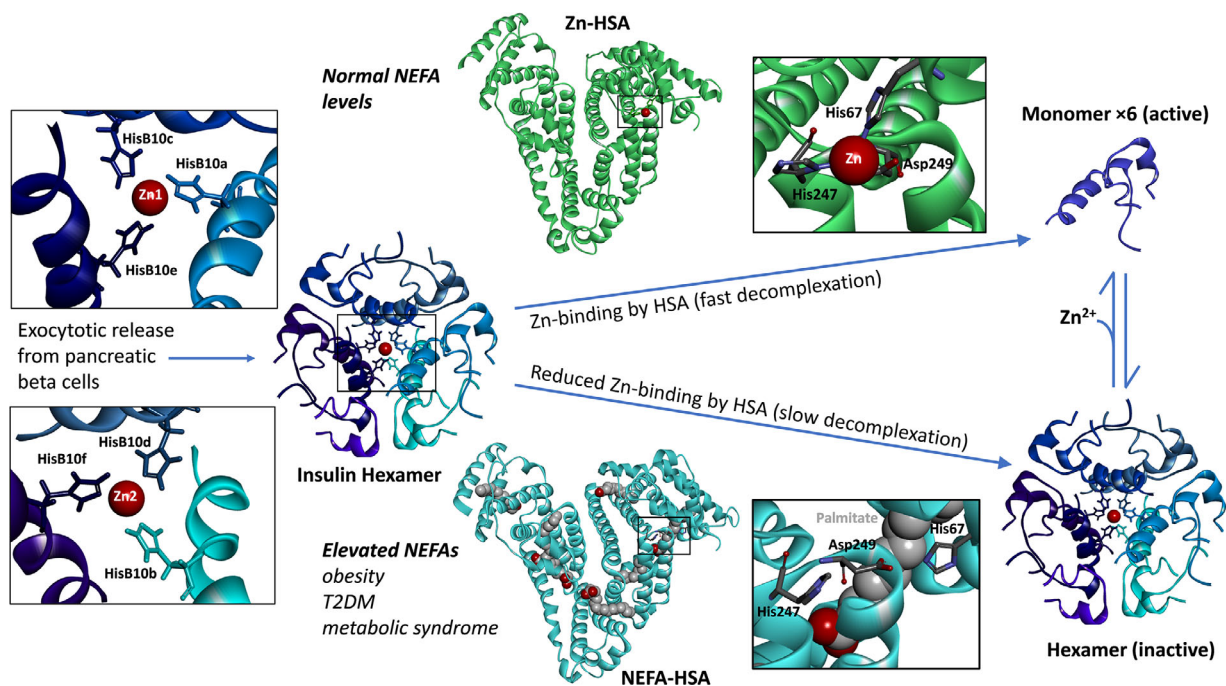 Zn-HSA
Normal NEFA
levels
His67
Zn
Asp249
His247
Monomer ×6 (active)
HisB10c
HisB10a
Zn1
HisB10e
Exocytotic release
from pancreatic
beta cells
Zn-binding by HSA (fast decomplexation)
Zn2+
Reduced Zn-binding by HSA (slow decomplexation)
HisB10d
HisB10f
Zn2
HisB10b
Insulin Hexamer
Elevated NEFAs
obesity
T2DM
metabolic syndrome
NEFA-HSA
Palmitate
His67
Asp249
His247
Hexamer (inactive)